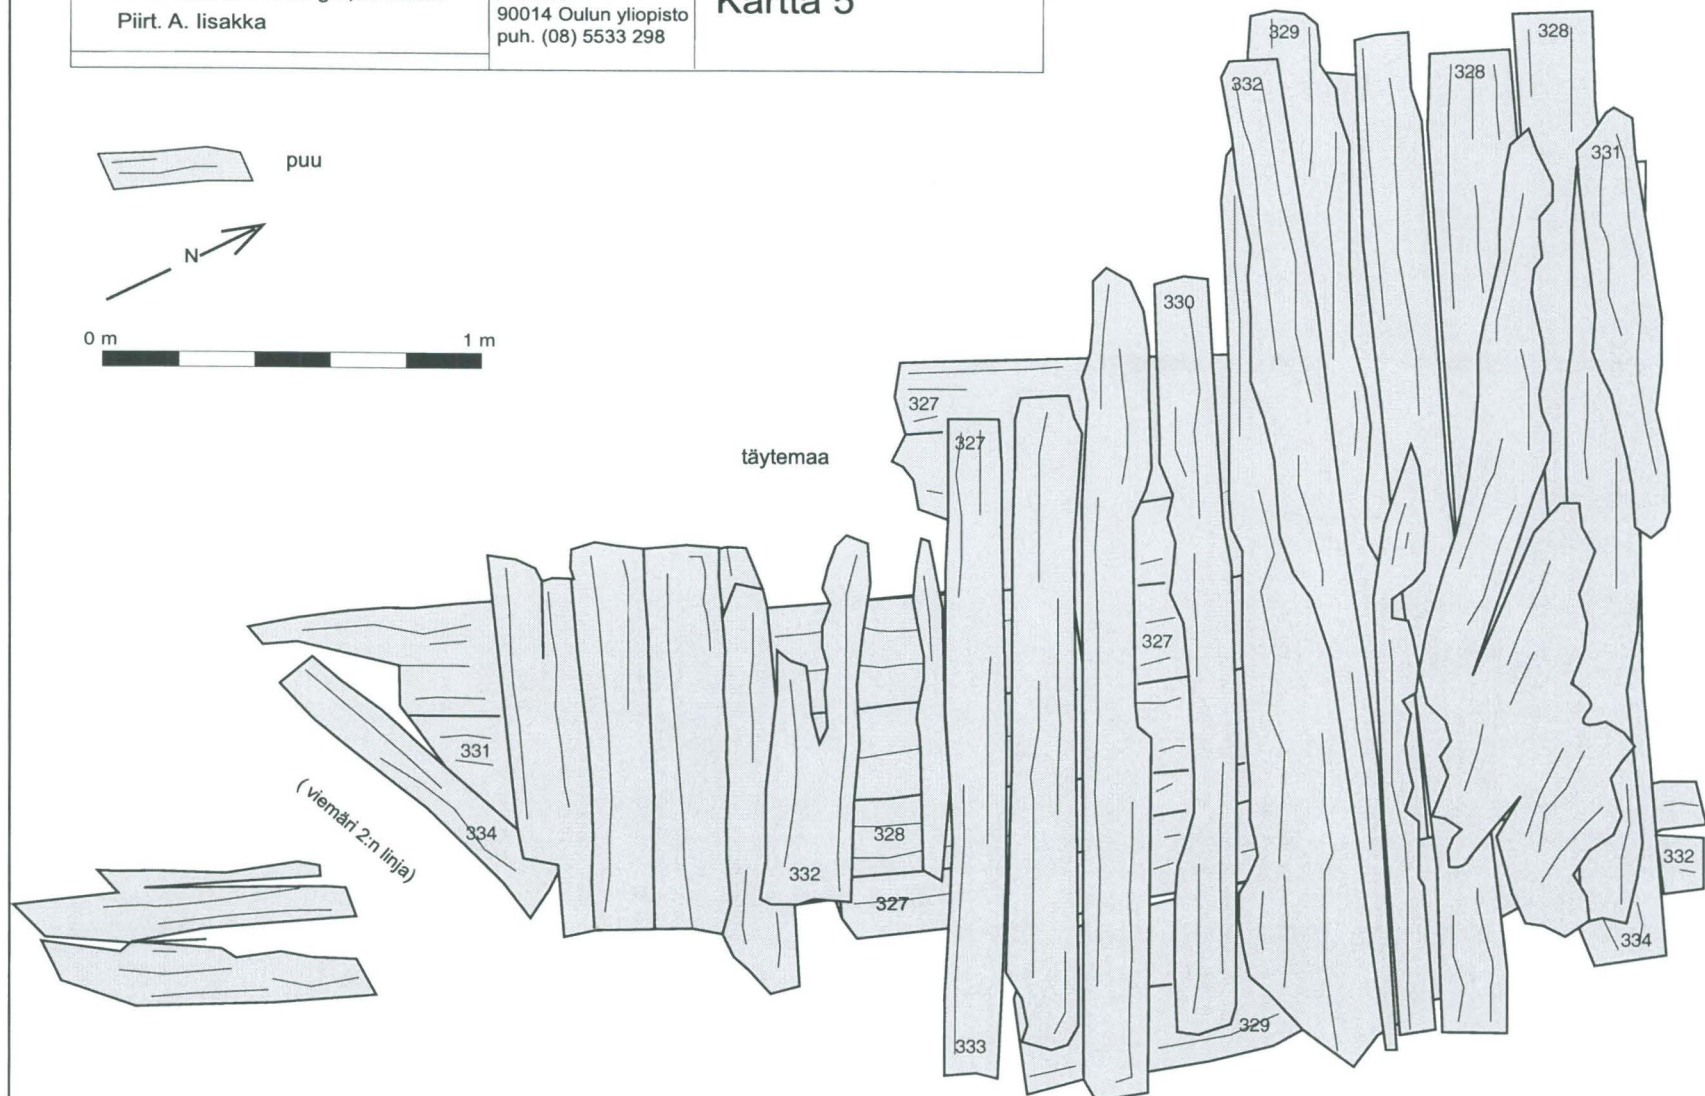 Piirt. A. Iisakka
90014 Oulun yliopisto
puh. (08) 5533 298
Kartta 5
puu
N
0 m 1 m
täytemaa
(viemäri 2:n linja)
329
328
332
328
331
330
327
327
327
331
334
328
332
327
332
334
329
333